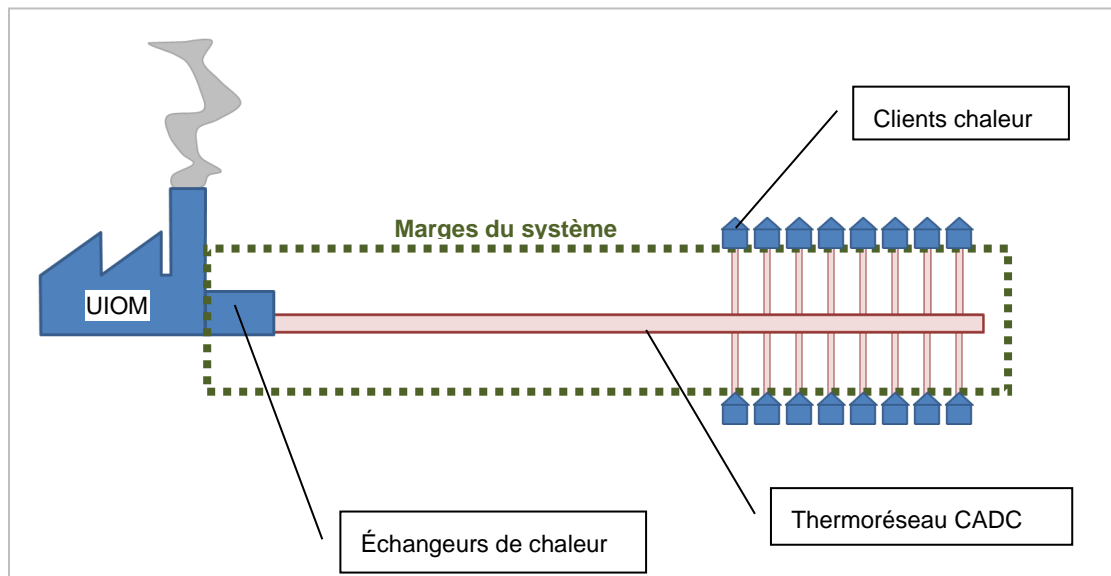 Clients chaleur
Marges du système
UIOM
Thermoréseau CADC
Échangeurs de chaleur